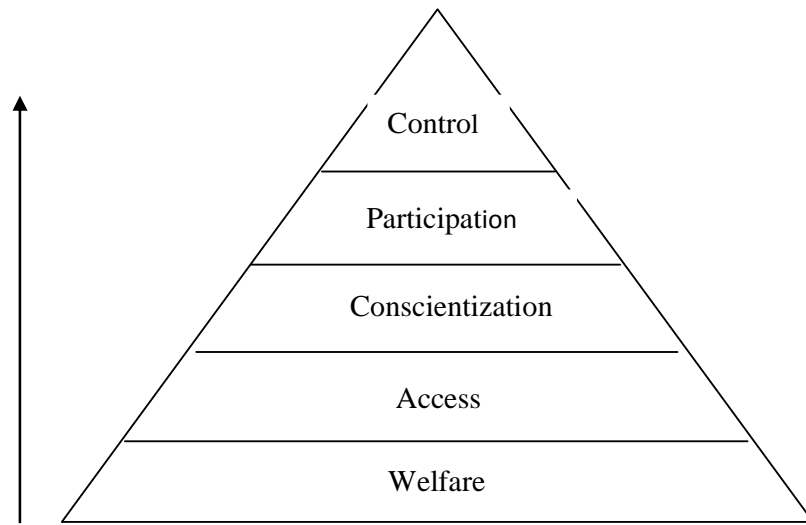 Control
Participation
Conscientization
Access
Welfare